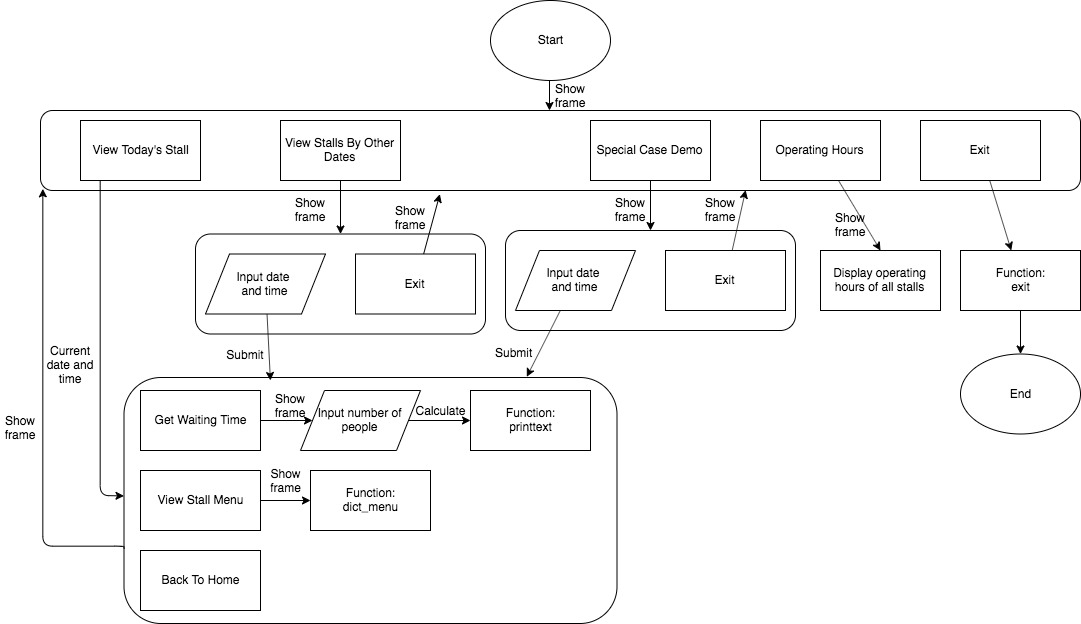 Start
Show
frame
View Today's Stall
View Stalls By Other
Dates
Special Case Demo
Operating Hours
Exit
Show
frame
Show
frame
Show
frame
Show
frame
Show
frame
Input date
and time
Exit
Input date
and time
Exit
Display operating
hours of all stalls
Function:
exit
Current
date and
time
Submit
Submit
End
Show
frame
Get Waiting Time
Show
frame
Input number of
people
Calculate
Function:
printtext
View Stall Menu
Show
frame
Function:
dict_menu
Back To Home